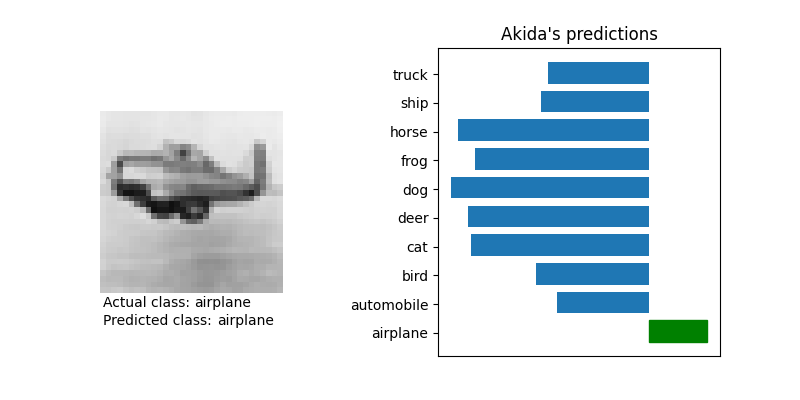 Akida's predictions
truck
ship
horse
frog
dog
deer
cat
bird
automobile
airplane
Actual class: airplane
Predicted class: airplane